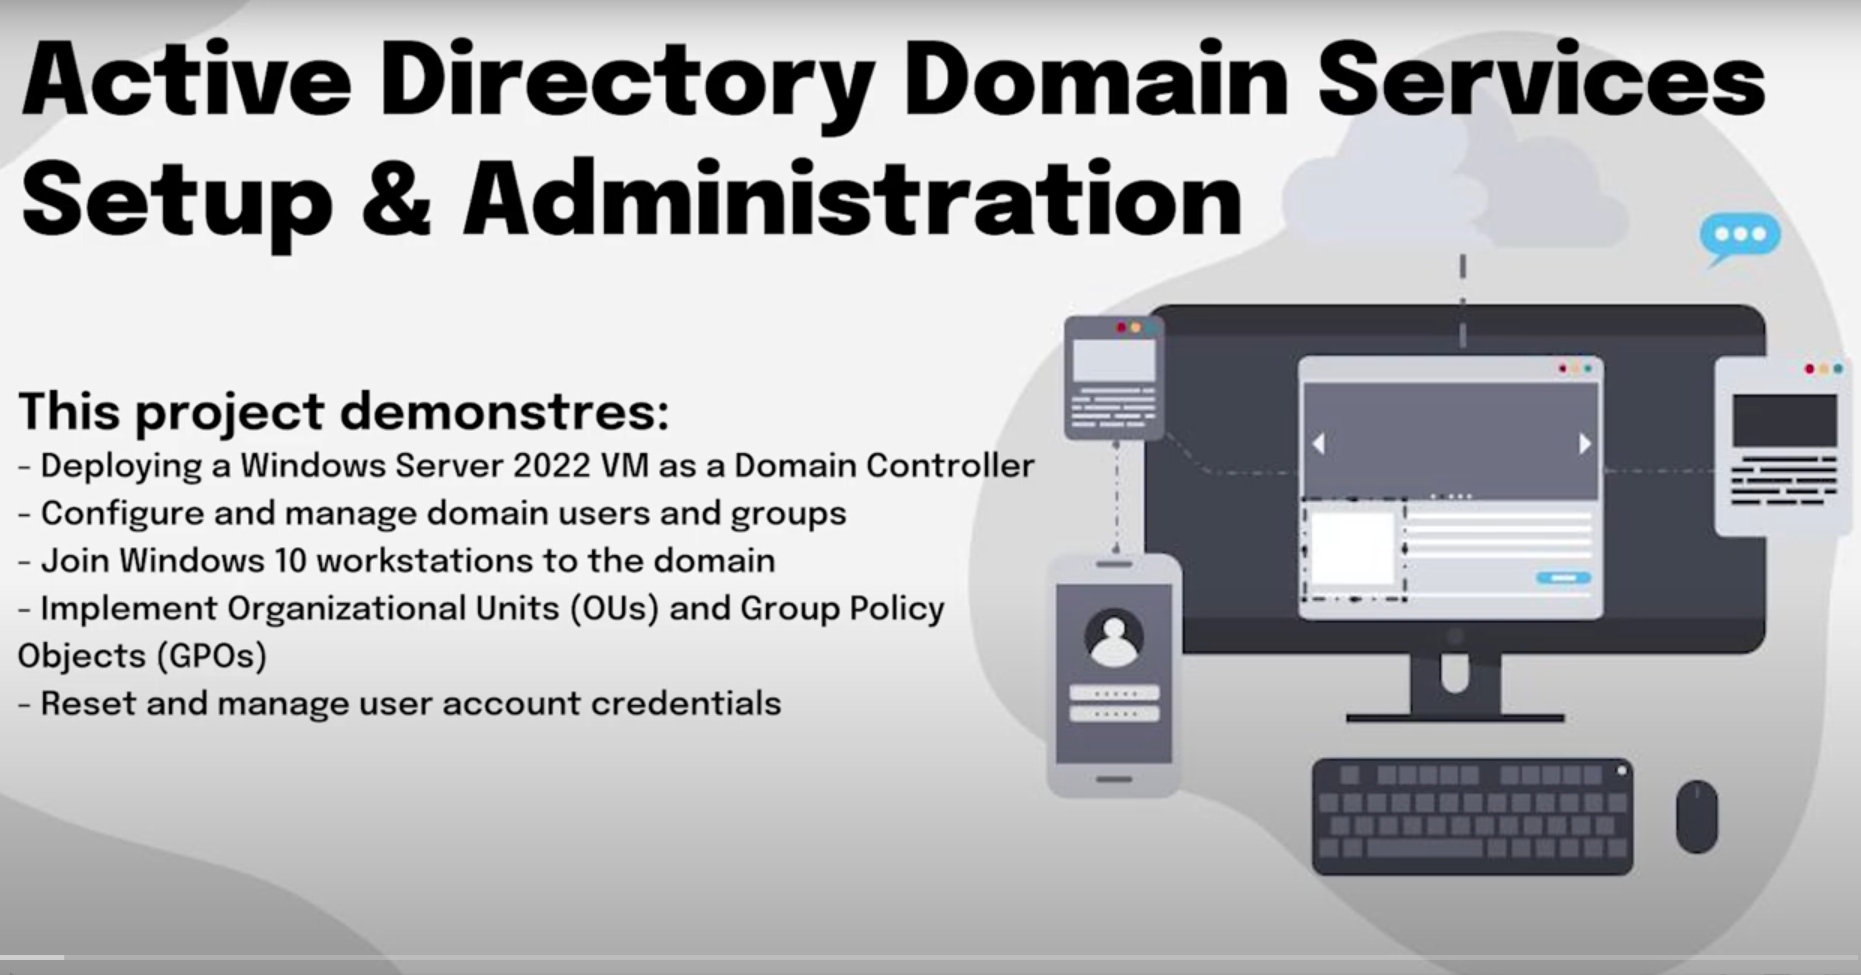 Active Directory Domain Services
Setup & Administration
This project demonstres:
- Deploying a Windows Server 2022 VM as a Domain Controller
- Configure and manage domain users and groups
- Join Windows 10 workstations to the domain
- Implement Organizational Units (OUs) and Group Policy
Objects (GPOs)
- Reset and manage user account credentials